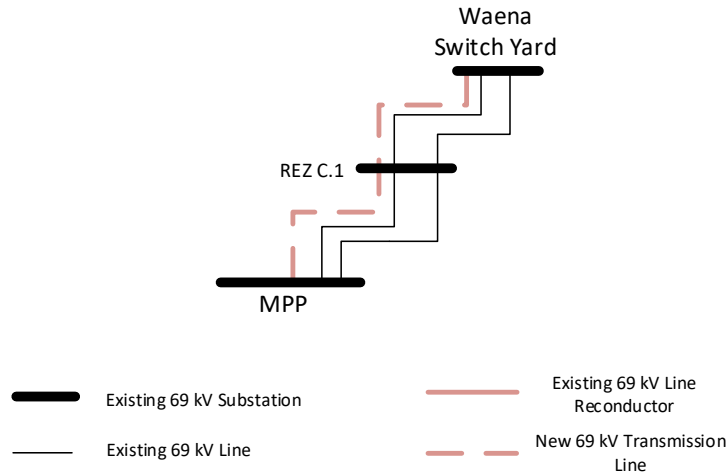 Waena
Switch Yard
REZ C.1
MPP
Existing 69 kV Substation
Existing 69 kV Line
Reconductor
Existing 69 kV Line
New 69 kV Transmission
Line